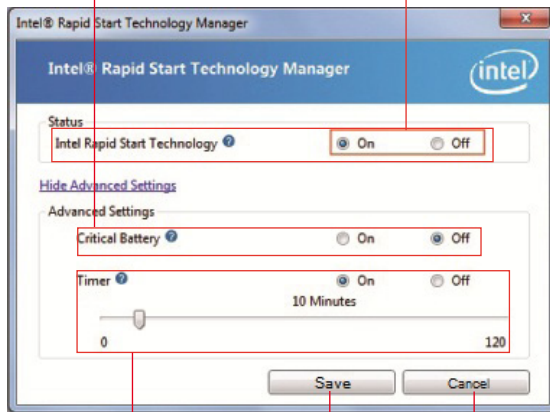 Intel® Rapid Start Technology Manager
Intel® Rapid Start Technology Manager
intel
Status
Intel Rapid Start Technology ? On Off
Hide Advanced Settings
Advanced Settings
Critical Battery ? On Off
Timer ? On Off
10 Minutes
0 120
Save Cancel